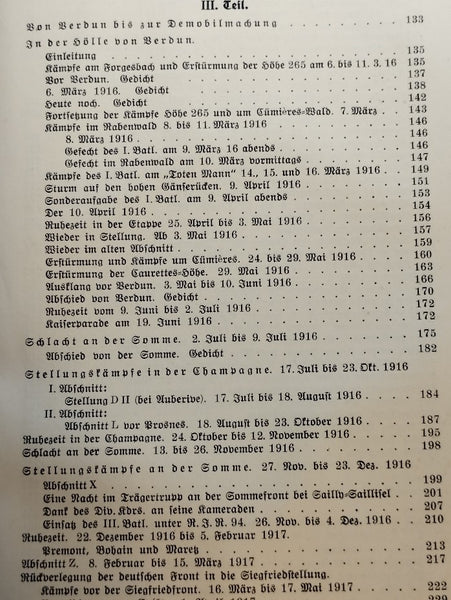 III. Teil.
Von Verdun bis zur Demobilmachung . . . . . . . . . . 133
In der Hölle von Verdun.
Einleitung . . . . . . . . . . 135
Kämpfe am Forgesbach und Erstürmung der Höhe 265 am 6. bis 11. 3. 16 135
Vor Verdun. Gedicht . . . . . . . . . . 137
6. März 1916. Gedicht . . . . . . . . . . 138
Heute noch. Gedicht . . . . . . . . . . 142
Fortsetzung der Kämpfe Höhe 265 und um Cümières-Wald. 7. März . 143
Kämpfe im Rabenwald 8. bis 11. März 1916 . . . . . . 146
8. März 1916 . . . . . . . . . . 146
Gefecht des I. Batl. am 9. März 16 abends . . . . . . 146
Gefecht im Rabenwald am 10. März vormittags . . . . . 147
Kämpfe des I. Batl. am „Toten Mann" 14., 15. und 16. März 1916 . 149
Sturm auf den hohen Gänserücken. 9. April 1916 . . . . . 151
Sonderaufgabe des I. Batl. am 9. April abends . . . . . 153
Der 10. April 1916 . . . . . . . . . . 154
Ruhezeit in der Etappe 25. April bis 3. Mai 1916 . . . . . 156
Wieder in Stellung. Ab 3. Mai 1916 . . . . . . . 157
Wieder im alten Abschnitt . . . . . . . . . . 159
Erstürmung und Kämpfe um Cümières. 24. bis 29. Mai 1916 . . . 160
Erstürmung der Caurettes-Höhe. 29. Mai 1916 . . . . . . 163
Ausklang vor Verdun. 3. Mai bis 10. Juni 1916 . . . . . . 166
Abschied von Verdun. Gedicht . . . . . . . . . . 170
Ruhezeit vom 9. Juni bis 2. Juli 1916 . . . . . . . 172
Kaiserparade am 19. Juni 1916 . . . . . . . . . . 172
Schlacht an der Somme. 2. Juli bis 9. Juli 1916 . . . . . 175
Abschied von der Somme. Gedicht . . . . . . . . . . 182
Stellungskämpfe in der Champagne. 17. Juli bis 23. Okt. 1916
I. Abschnitt:
Stellung D II (bei Auberive). 17. Juli bis 18. August 1916 . . 184
II. Abschnitt:
Abschnitt L vor Prosnes. 18. August bis 23. Oktober 1916 . . 187
Ruhezeit in der Champagne. 24. Oktober bis 12. November 1916 . . . 195
Schlacht an der Somme. 13. bis 26. November 1916 . . . . . 198
Stellungskämpfe an der Somme. 27. Nov. bis 23. Dez. 1916
Abschnitt X . . . . . . . . . . 199
Eine Nacht im Trägertrupp an der Sommefront bei Sailly-Saillisel . 201
Dank des Div. Kdrs. an seine Kameraden . . . . . . . 207
Einsatz des III. Batl. unter R. J. R. 94. 26. Nov. bis 4. Dez. 1916 . 210
Ruhezeit. 22. Dezember 1916 bis 5. Februar 1917.
Premont, Bohain und Maretz . . . . . . . . . . 213
Abschnitt Z. 8. Februar bis 15. März 1917 . . . . . . . 217
Rückverlegung der deutschen Front in die Siegfriedstellung.
Kämpfe vor der Siegfriedfront. 16. März bis 17. Mai 1917 . . . 222
229